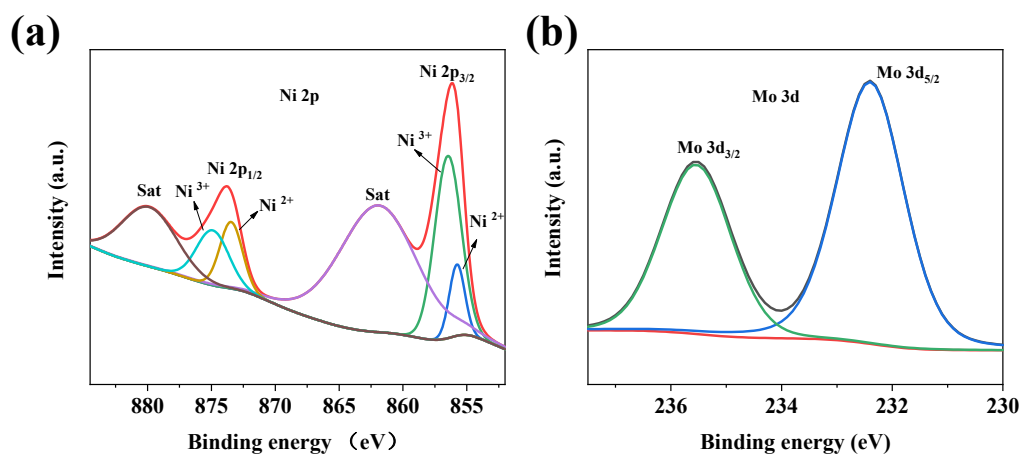 (a)
Ni 2p
Ni 2p3/2
Ni 3+
Ni 2+
Sat
Ni 2p1/2
Ni 3+
Ni 2+
Sat
Intensity (a.u.)
880 875 870 865 860 855
Binding energy （eV）
(b)
Mo 3d
Mo 3d5/2
Mo 3d3/2
Intensity (a.u.)
236 234 232 230
Binding energy (eV)